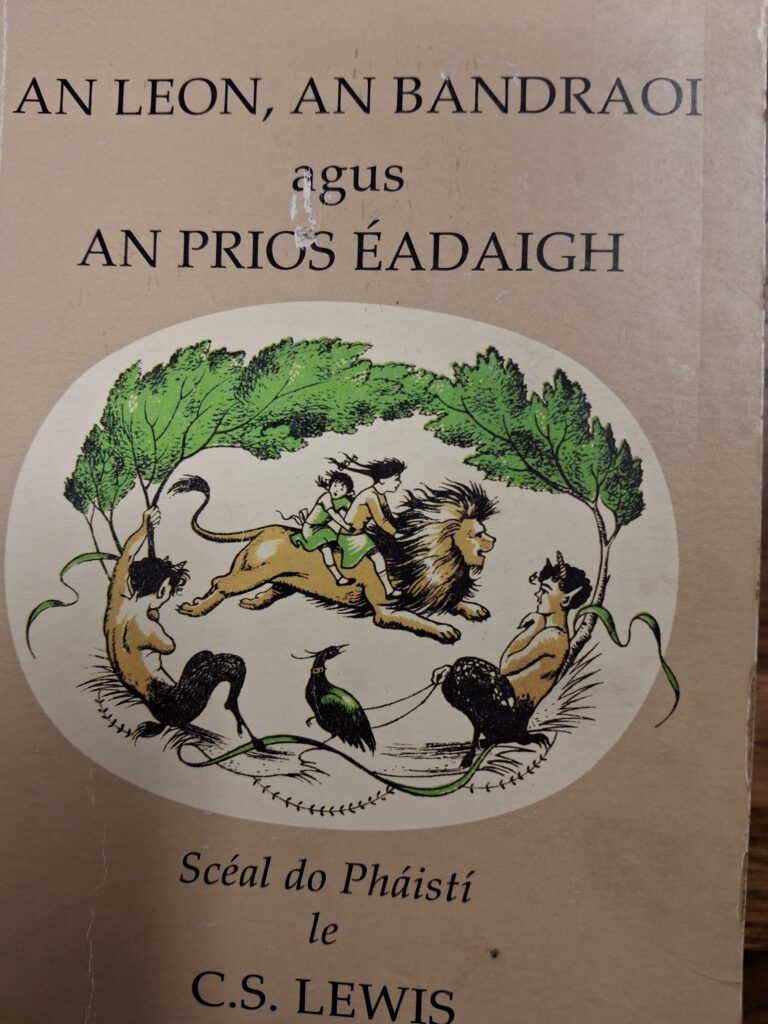 AN LEON, AN BANDRAOI
agus
AN PRIOS ÉADAIGH
Scéal do Pháistí
le
C.S. LEWIS